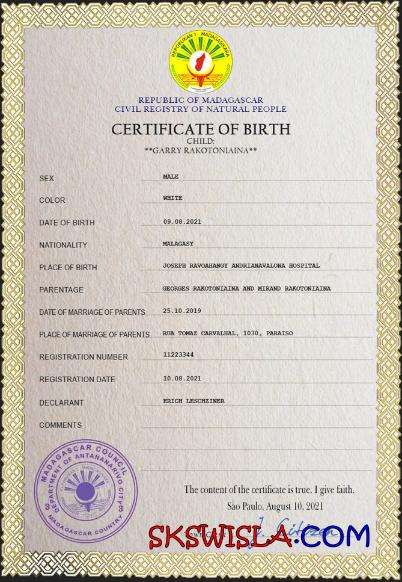 REPOBLIKAN'I MADAGASIKARA
REPUBLIC OF MADAGASCAR
CIVIL REGISTRY OF NATURAL PEOPLE
CERTIFICATE OF BIRTH
CHILD:
**GARRY RAKOTONIAINA**
SEX MALE
COLOR WHITE
DATE OF BIRTH 09.08.2021
NATIONALITY MALAGASY
PLACE OF BIRTH JOSEPH RAVOAHANGY ANDRIANAVALONA HOSPITAL
PARENTAGE GEORGES RAKOTONIAINA AND MIRAND RAKOTONIAINA
DATE OF MARRIAGE OF PARENTS 25.10.2019
PLACE OF MARRIAGE OF PARENTS RUA TOMAZ CARVALHAL, 1030, PARAISO
REGISTRATION NUMBER 11223344
REGISTRATION DATE 10.08.2021
DECLARANT ERICH LESCHZINER
COMMENTS
MADAGASCAR COUNCIL
DEPARTMENT OF ANTANANARIVO CITY
MADAGASCAR COUNTRY
The content of the certificate is true. I give faith.
Sao Paulo, August 10, 2021
J. Citizen
SKSWISLA.COM